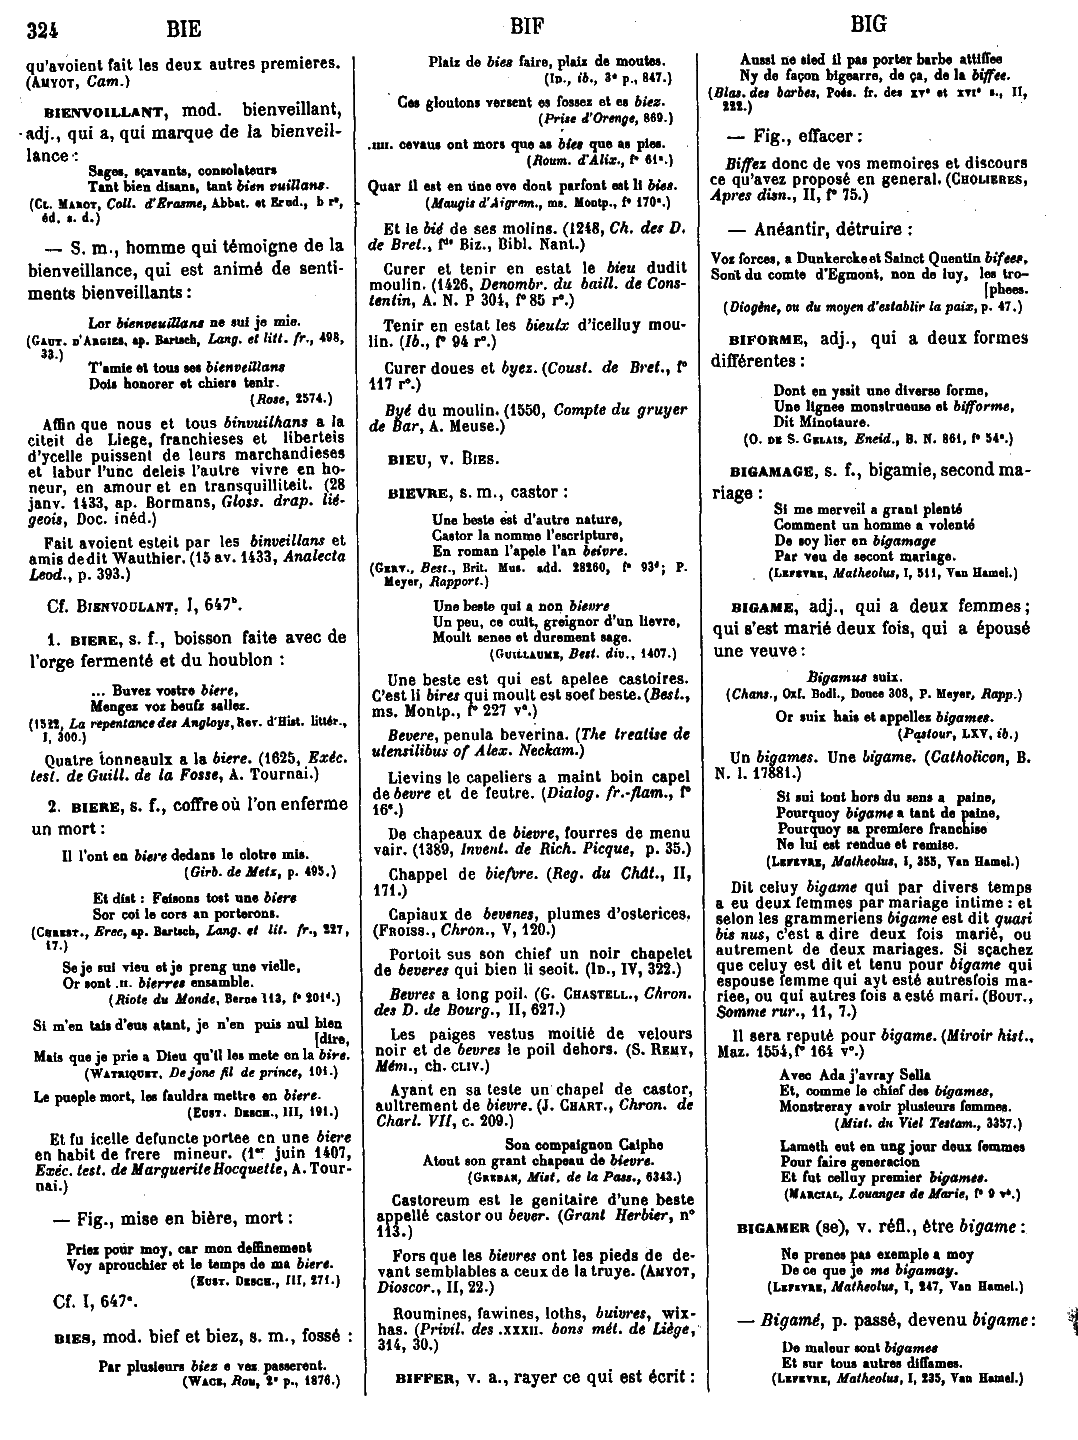 324 BIE BIF BIG
qu'avoient fait les deux autres premieres.
(AMYOT, Cam.)
BIENVOILLANT, mod. bienveillant,
adj., qui a, qui marque de la bienveil-
lance :
Sages, sçavants, consolateurs
Tant bien disans, tant bien vuillans.
(CL. MAROT, Coll. d'Erasme, Abbat. et Erud., b r°,
éd. s. d.)
— S. m., homme qui témoigne de la
bienveillance, qui est animé de senti-
ments bienveillants :
Lor bienveuillans ne sui je mie.
(GAUT. D'ARGIES, ap. Bartsch, Lang. et litt. fr., 498,
33.)
T'amie et tous ses bienveillans
Dois honorer et chiers tenir.
(Rose, 2574.)
Affin que nous et tous binvuilhans a la
citeit de Liege, franchieses et liberteis
d'ycelle puissent de leurs marchandieses
et labur l'unc deleis l'autre vivre en ho-
neur, en amour et en transquilliteit. (28
janv. 1433, ap. Bormans, Gloss. drap. lié-
geois, Doc. inéd.)
Fait avoient esteit par les binveillans et
amis dedit Wauthier. (15 av. 1433, Analecta
Leod., p. 393.)
Cf. BIENVOULANT, I, 647b.
1. BIERE, s. f., boisson faite avec de
l'orge fermenté et du houblon :
... Buvez vostre biere,
Mengez voz beufz sallez.
(1522, La repentance des Angloys, Rev. d'Hist. littér.,
I, 300.)
Quatre tonneaulx a la biere. (1625, Exéc.
test. de Guill. de la Fosse, A. Tournai.)
2. BIERE, s. f., coffre où l'on enferme
un mort :
Il l'ont en biere dedans le clotre mis.
(Girb. de Metz, p. 495.)
Et dist : Feisons tost une biere
Sor coi le cors an porterons.
(CHREST., Erec, ap. Bartsch, Lang. et lit. fr., 227,
17.)
Se je sui vieu et je preng une vielle,
Or sont .II. bierres ensamble.
(Riote du Monde, Berne 113, f° 201d.)
Si m'en tais d'eus atant, je n'en puis nul bien
[dire,
Mais que je prie a Dieu qu'il les mete en la bire.
(WATRIQUET, De jone fil de prince, 101.)
Le pueple mort, les fauldra mettre en biere.
(EUST. DESCH., III, 191.)
Et fu icelle defuncte portee en une biere
en habit de frere mineur. (1er juin 1407,
Exéc. test. de Marguerite Hocquette, A. Tour-
nai.)
— Fig., mise en bière, mort :
Priez pour moy, car mon deffinement
Voy aprouchier et le temps de ma biere.
(EUST. DESCH., III, 271.)
Cf. I, 647c.
BIES, mod. bief et biez, s. m., fossé :
Par plusieurs biez e vez passerent.
(WACE, Rou, 2e p., 1876.)
Plaiz de bies faire, plaiz de moutes.
(ID., ib., 3e p., 847.)
Ces gloutons versent es fossez et es biez.
(Prise d'Orenge, 869.)
.IIII. cevaus ont mors que as bies que as pies.
(Roum. d'Alix., f° 61c.)
Quar il est en une eve dont parfont est li bies.
(Maugis d'Aigrem., ms. Montp., f° 170c.)
Et le bié de ses molins. (1248, Ch. des D.
de Bret., fds Biz., Bibl. Nant.)
Curer et tenir en estat le bieu dudit
moulin. (1426, Denombr. du baill. de Cons-
tentin, A. N. P 304, f° 85 r°.)
Tenir en estat les bieulx d'icelluy mou-
lin. (Ib., f° 94 r°.)
Curer doues et byez. (Coust. de Bret., f°
117 r°.)
Byé du moulin. (1550, Compte du gruyer
de Bar, A. Meuse.)
BIEU, v. BIES.
BIEVRE, s. m., castor :
Une beste est d'autre nature,
Castor la nomme l'escripture,
En roman l'apele l'an beivre.
(GERV., Best., Brit. Mus. add. 28260, f° 93d; P.
Meyer, Rapport.)
Une beste qui a non bievre
Un peu, ce cuit, greignor d'un lievre,
Moult senee et durement sage.
(GUILLAUME, Best. div., 1407.)
Une beste est qui est apelee castoires.
C'est li bires qui moult est soef beste. (Best.,
ms. Montp., f° 227 v°.)
Bevere, penula beverina. (The treatise de
utensilibus of Alex. Neckam.)
Lievins le capeliers a maint boin capel
de bevre et de feutre. (Dialog. fr.-flam., f°
16c.)
De chapeaux de bievre, fourres de menu
vair. (1389, Invent. de Rich. Picque, p. 35.)
Chappel de biefvre. (Reg. du Chât., II,
171.)
Capiaux de bevenes, plumes d'osterices.
(FROISS., Chron., V, 120.)
Portoit sus son chief un noir chapelet
de beveres qui bien li seoit. (ID., IV, 322.)
Bevres a long poil. (G. CHASTELL., Chron.
des D. de Bourg., II, 627.)
Les paiges vestus moitié de velours
noir et de bevres le poil dehors. (S. REMY,
Mém., ch. CLIV.)
Ayant en sa teste un chapel de castor,
aultrement de bievre. (J. CHART., Chron. de
Charl. VII, c. 209.)
Son compaignon Caiphe
Atout son grant chapeau de bievre.
(GREBAN, Mist. de la Pass., 6343.)
Castoreum est le genitaire d'une beste
appellé castor ou bever. (Grant Herbier, n°
113.)
Fors que les bievres ont les pieds de de-
vant semblables a ceux de la truye. (AMYOT,
Dioscor., II, 22.)
Roumines, fawines, loths, buivres, wix-
has. (Privil. des .XXXII. bons mét. de Liège,
314, 30.)
BIFFER, v. a., rayer ce qui est écrit :
Aussi ne sied il pas porter barbe attiffee
Ny de façon bigearre, de ça, de la biffee.
(Blas. des barbes, Poés. fr. des XVe et XVIe s., II,
222.)
— Fig., effacer :
Biffez donc de vos memoires et discours
ce qu'avez proposé en general. (CHOLIERES,
Apres disn., II, f° 75.)
— Anéantir, détruire :
Voz forces, a Dunkercke et Sainct Quentin bifees,
Sont du comte d'Egmont, non de luy, les tro-
[phees.
(Diogène, ou du moyen d'establir la paix, p. 47.)
BIFORME, adj., qui a deux formes
différentes :
Dont en yssit une diverse forme,
Une lignee monstrueuse et bifforme,
Dit Minotaure.
(O. DE S. GELAIS, Eneid., B. N. 861, f° 54c.)
BIGAMAGE, s. f., bigamie, second ma-
riage :
Si me merveil a grant plenté
Comment un homme a volenté
De soy lier en bigamage
Par veu de secont mariage.
(LEFEVRE, Matheolus, I, 511, Van Hamel.)
BIGAME, adj., qui a deux femmes ;
qui s'est marié deux fois, qui a épousé
une veuve :
Bigamus suiz.
(Chans., Oxf. Bodl., Douce 308, P. Meyer, Rapp.)
Or suix hais et appellez bigames.
(Pastour, LXV, ib.)
Un bigames. Une bigame. (Catholicon, B.
N. l. 17881.)
Si sui tout hors du sens a paine,
Pourquoy bigame a tant de paine,
Pourquoy sa premiere franchise
Ne lui est rendue et remise.
(LEFEVRE, Matheolus, I, 355, Van Hamel.)
Dit celuy bigame qui par divers temps
a eu deux femmes par mariage intime : et
selon les grammeriens bigame est dit quasi
bis nus, c'est a dire deux fois marié, ou
autrement de deux mariages. Si sçachez
que celuy est dit et tenu pour bigame qui
espouse femme qui ayt esté autresfois ma-
riee, ou qui autres fois a esté mari. (BOUT.,
Somme rur., 11, 7.)
Il sera reputé pour bigame. (Miroir hist.,
Maz. 1554, f° 164 v°.)
Avec Ada j'avray Sella
Et, comme le chief des bigames,
Monstreray avoir plusieurs femmes.
(Mist. du Viel Testam., 3357.)
Lameth eut en ung jour deux femmes
Pour faire generacion
Et fut celluy premier bigames.
(MARCIAL, Louanges de Marie, f° 9 vb.)
BIGAMER (se), v. réfl., être bigame :
Ne prenes pas exemple a moy
De ce que je me bigamay.
(LEFEVRE, Matheolus, I, 247, Van Hamel.)
— Bigamé, p. passé, devenu bigame :
De maleur sont bigames
Et sur tous autres diffames.
(LEFEVRE, Matheolus, I, 235, Van Hamel.)